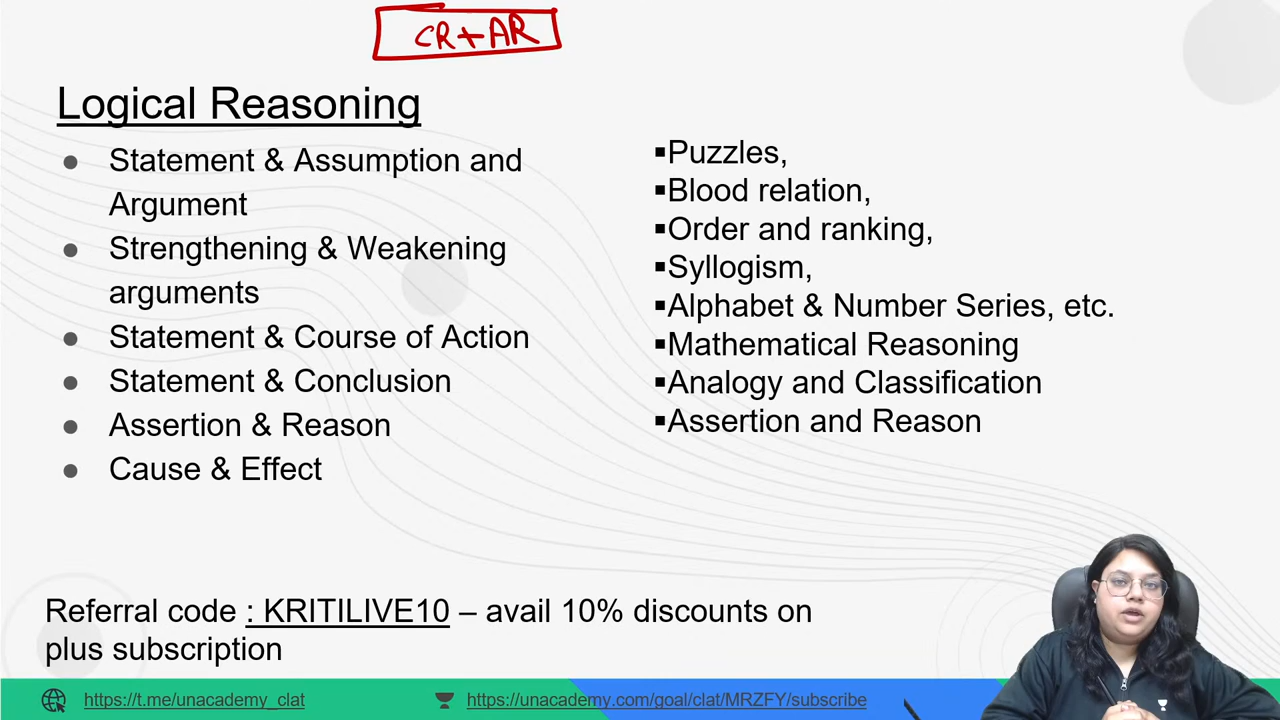 CR+AR
Logical Reasoning
● Statement & Assumption and
Argument
● Strengthening & Weakening
arguments
● Statement & Course of Action
● Statement & Conclusion
● Assertion & Reason
● Cause & Effect
▪Puzzles,
▪Blood relation,
▪Order and ranking,
▪Syllogism,
▪Alphabet & Number Series, etc.
▪Mathematical Reasoning
▪Analogy and Classification
▪Assertion and Reason
Referral code : KRITILIVE10 – avail 10% discounts on
plus subscription
https://t.me/unacademy_clat
https://unacademy.com/goal/clat/MRZFY/subscribe